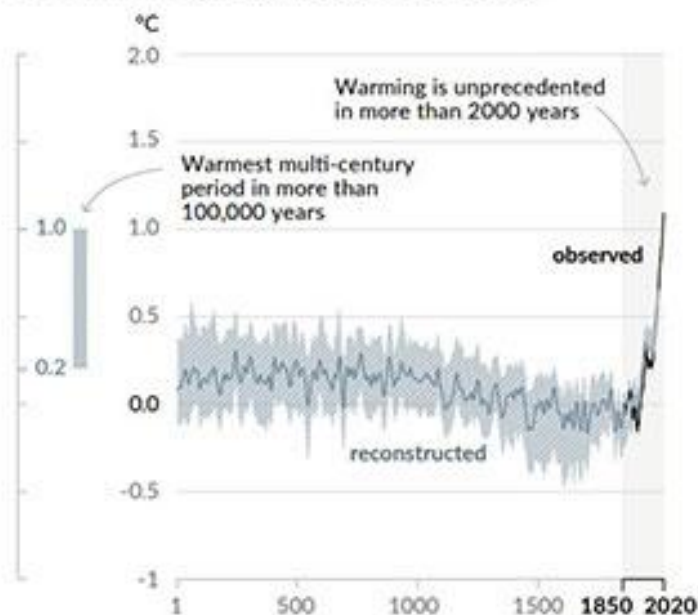 °C
2.0
Warming is unprecedented
in more than 2000 years
1.5
Warmest multi-century
period in more than
100,000 years
1.0
1.0
observed
0.5
0.2
0.0
reconstructed
-0.5
-1
1 500 1000 1500 1850 2020